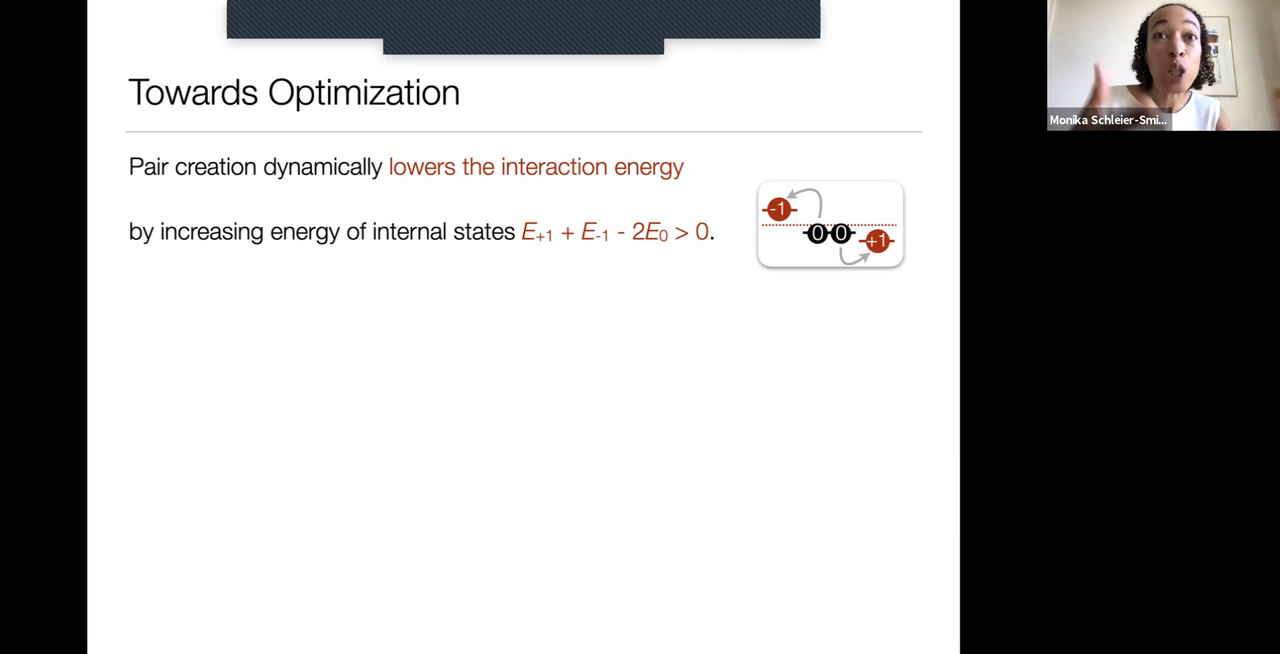 Towards Optimization
Pair creation dynamically lowers the interaction energy
by increasing energy of internal states E+1 + E-1 - 2E0 > 0.
-1
0 0
+1
Monika Schleier-Smi...